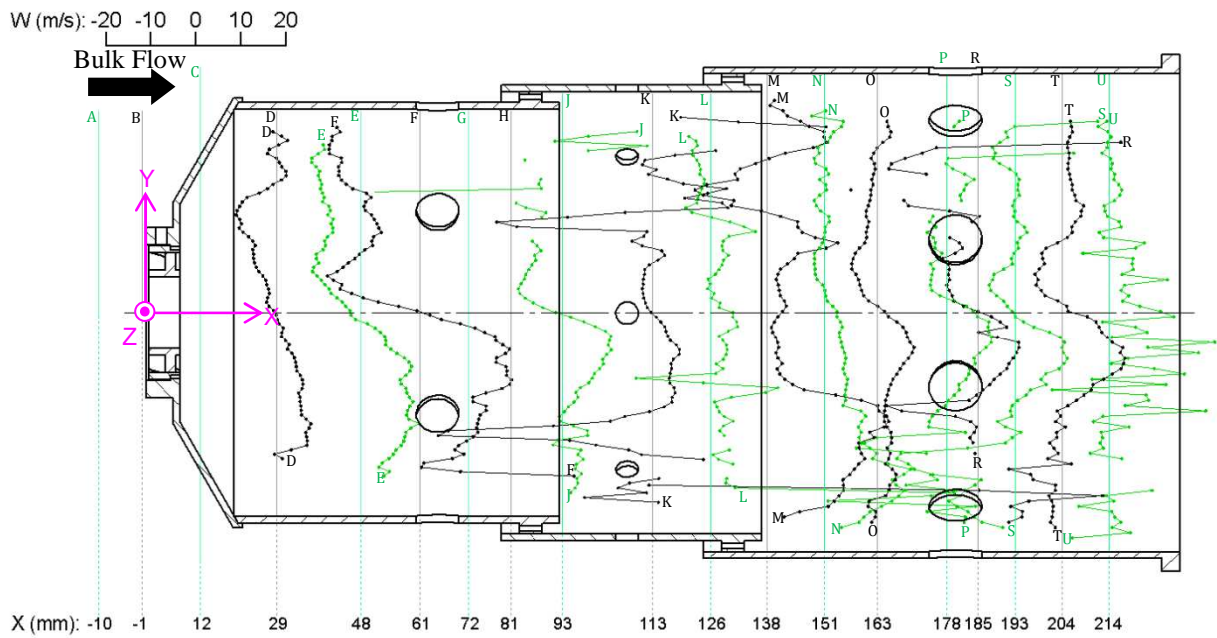 W (m/s): -20 -10 0 10 20
Bulk Flow
C
P R
M N O S T U
A B D E F G H J K L
M
N
O
P
S U
T
R
K
J
L
D
E
F
Y
X
Z
D
E
F
J
K
L
M
N
O
P
R
S
T U
X (mm): -10 -1 12 29 48 61 72 81 93 113 126 138 151 163 178 185 193 204 214